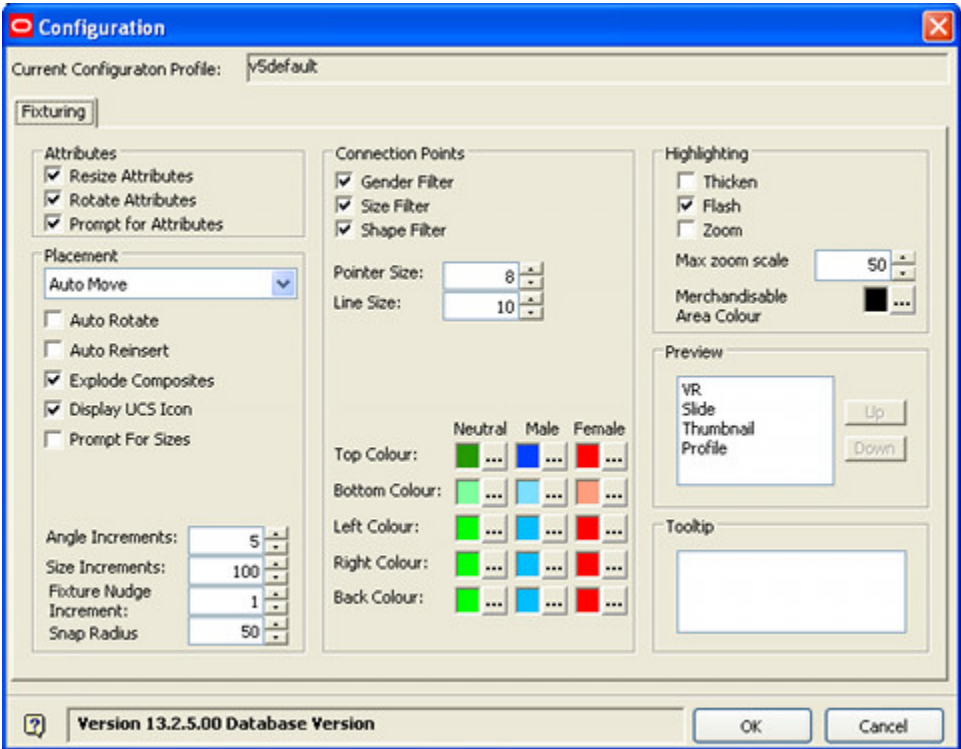 Configuration
Current Configuraton Profile: v5default
Fixturing
Attributes
Resize Attributes
Rotate Attributes
Prompt for Attributes
Placement
Auto Move
Auto Rotate
Auto Reinsert
Explode Composites
Display UCS Icon
Prompt For Sizes
Angle Increments: 5
Size Increments: 100
Fixture Nudge
Increment: 1
Snap Radius 50
Connection Points
Gender Filter
Size Filter
Shape Filter
Pointer Size: 8
Line Size: 10
Neutral Male Female
Top Colour: ... ... ...
Bottom Colour: ... ... ...
Left Colour: ... ... ...
Right Colour: ... ... ...
Back Colour: ... ... ...
Highlighting
Thicken
Flash
Zoom
Max zoom scale 50
Merchandisable
Area Colour ...
Preview
VR
Slide
Thumbnail
Profile
Up
Down
Tooltip
Version 13.2.5.00 Database Version
OK
Cancel